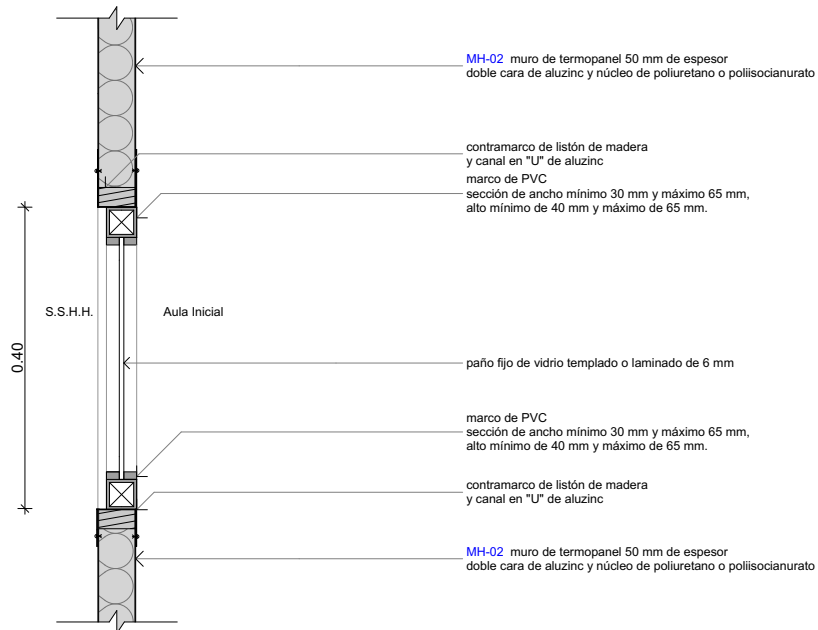 MH-02 muro de termopanel 50 mm de espesor
doble cara de aluzinc y núcleo de poliuretano o poliisocianurato
contramarco de listón de madera
y canal en "U" de aluzinc
marco de PVC
sección de ancho mínimo 30 mm y máximo 65 mm,
alto mínimo de 40 mm y máximo de 65 mm.
S.S.H.H.
Aula Inicial
0.40
paño fijo de vidrio templado o laminado de 6 mm
marco de PVC
sección de ancho mínimo 30 mm y máximo 65 mm,
alto mínimo de 40 mm y máximo de 65 mm.
contramarco de listón de madera
y canal en "U" de aluzinc
MH-02 muro de termopanel 50 mm de espesor
doble cara de aluzinc y núcleo de poliuretano o poliisocianurato